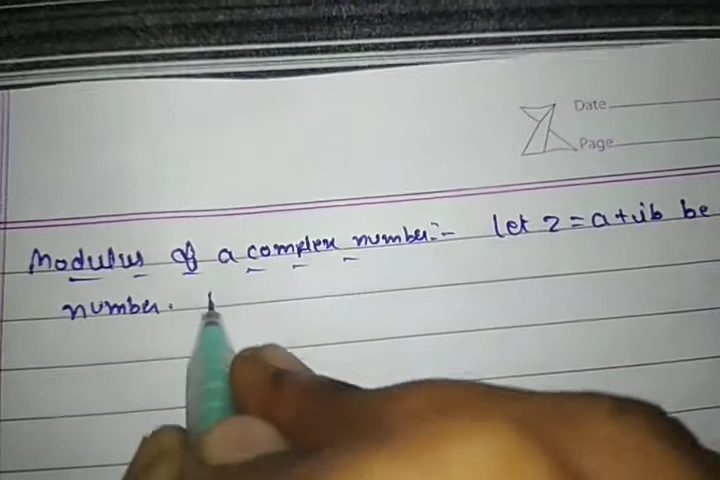 Date
Page
Modulus of a complex number:- let z = a+ib be
number.